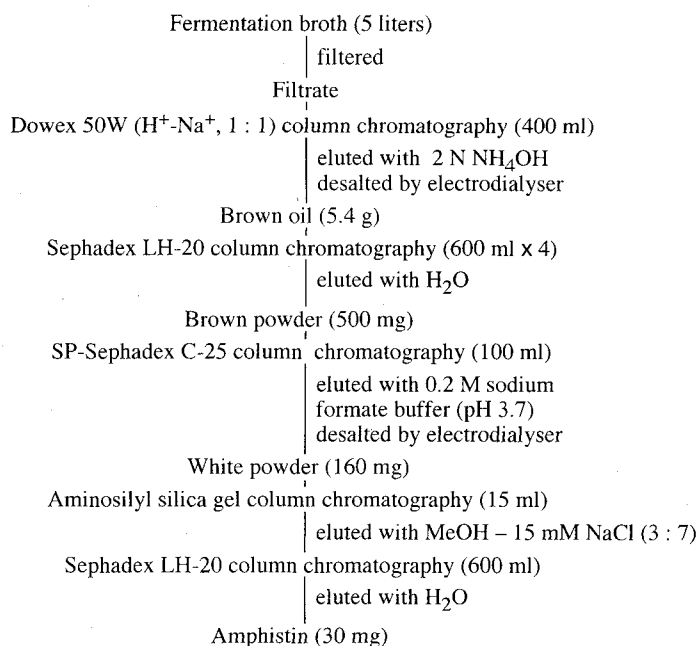 Fermentation broth (5 liters)
filtered
Filtrate
Dowex 50W (H⁺-Na⁺, 1 : 1) column chromatography (400 ml)
eluted with 2 N NH₄OH
desalted by electrodialyser
Brown oil (5.4 g)
Sephadex LH-20 column chromatography (600 ml x 4)
eluted with H₂O
Brown powder (500 mg)
SP-Sephadex C-25 column chromatography (100 ml)
eluted with 0.2 M sodium
formate buffer (pH 3.7)
desalted by electrodialyser
White powder (160 mg)
Aminosilyl silica gel column chromatography (15 ml)
eluted with MeOH – 15 mM NaCl (3 : 7)
Sephadex LH-20 column chromatography (600 ml)
eluted with H₂O
Amphistin (30 mg)